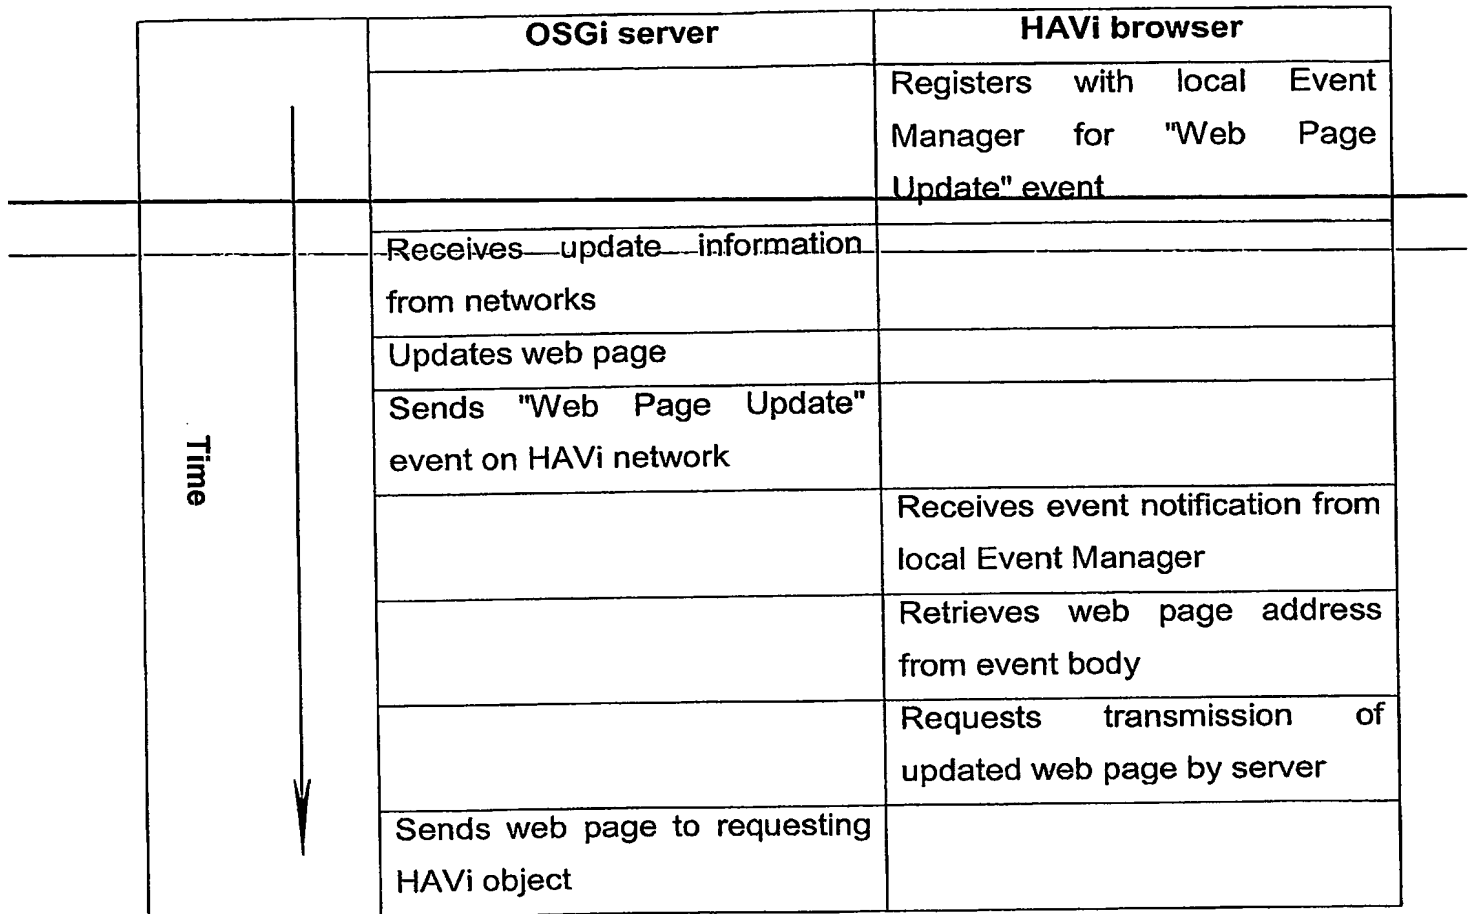 OSGi server
HAVi browser
Registers with local Event
Manager for "Web Page
Update" event
Receives update information
from networks
Updates web page
Sends "Web Page Update"
event on HAVi network
Time
Receives event notification from
local Event Manager
Retrieves web page address
from event body
Requests transmission of
updated web page by server
Sends web page to requesting
HAVi object